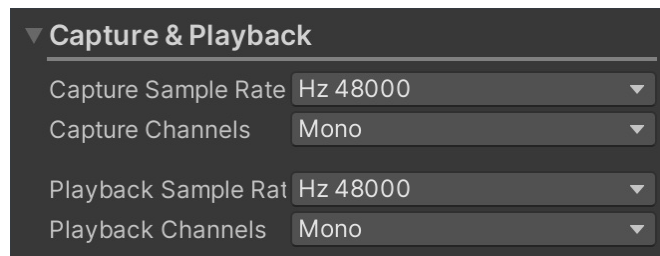 Capture & Playback
Capture Sample Rate Hz 48000
Capture Channels Mono
Playback Sample Rat Hz 48000
Playback Channels Mono